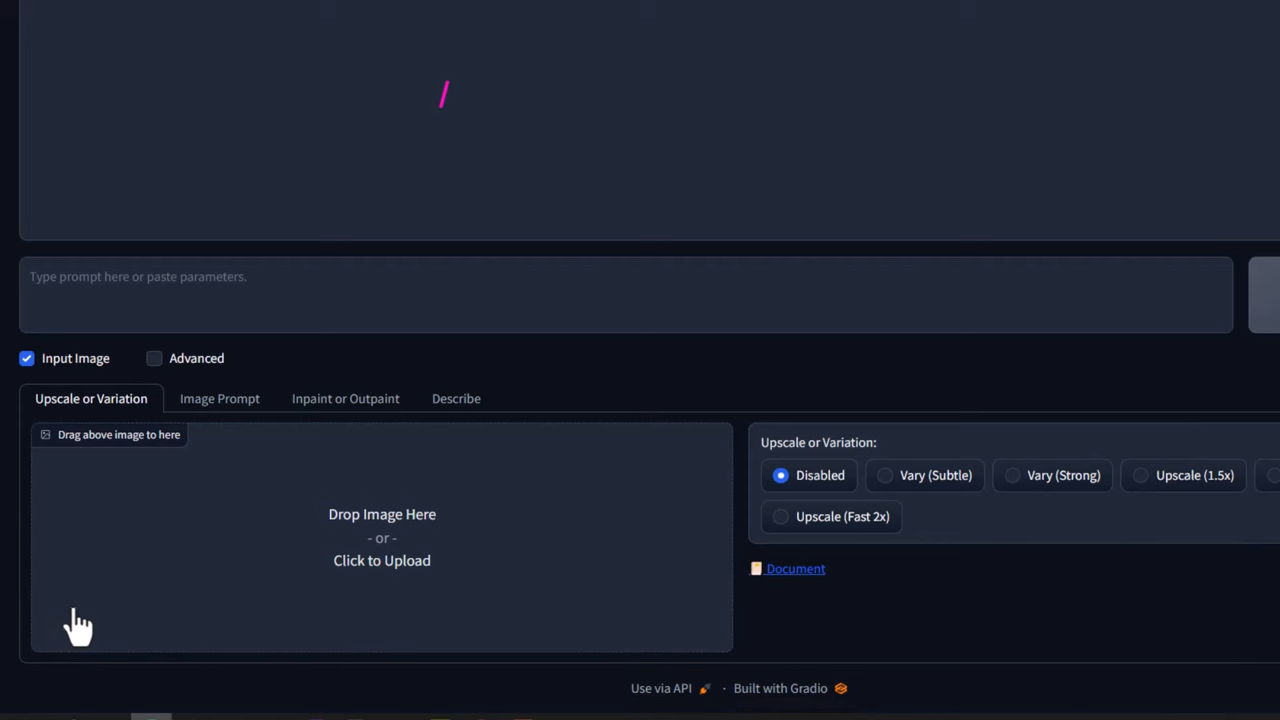 Type prompt here or paste parameters.
Input Image Advanced
Upscale or Variation Image Prompt Inpaint or Outpaint Describe
Drag above image to here
Drop Image Here
- or -
Click to Upload
Upscale or Variation:
Disabled Vary (Subtle) Vary (Strong) Upscale (1.5x)
Upscale (Fast 2x)
Document
Use via API · Built with Gradio